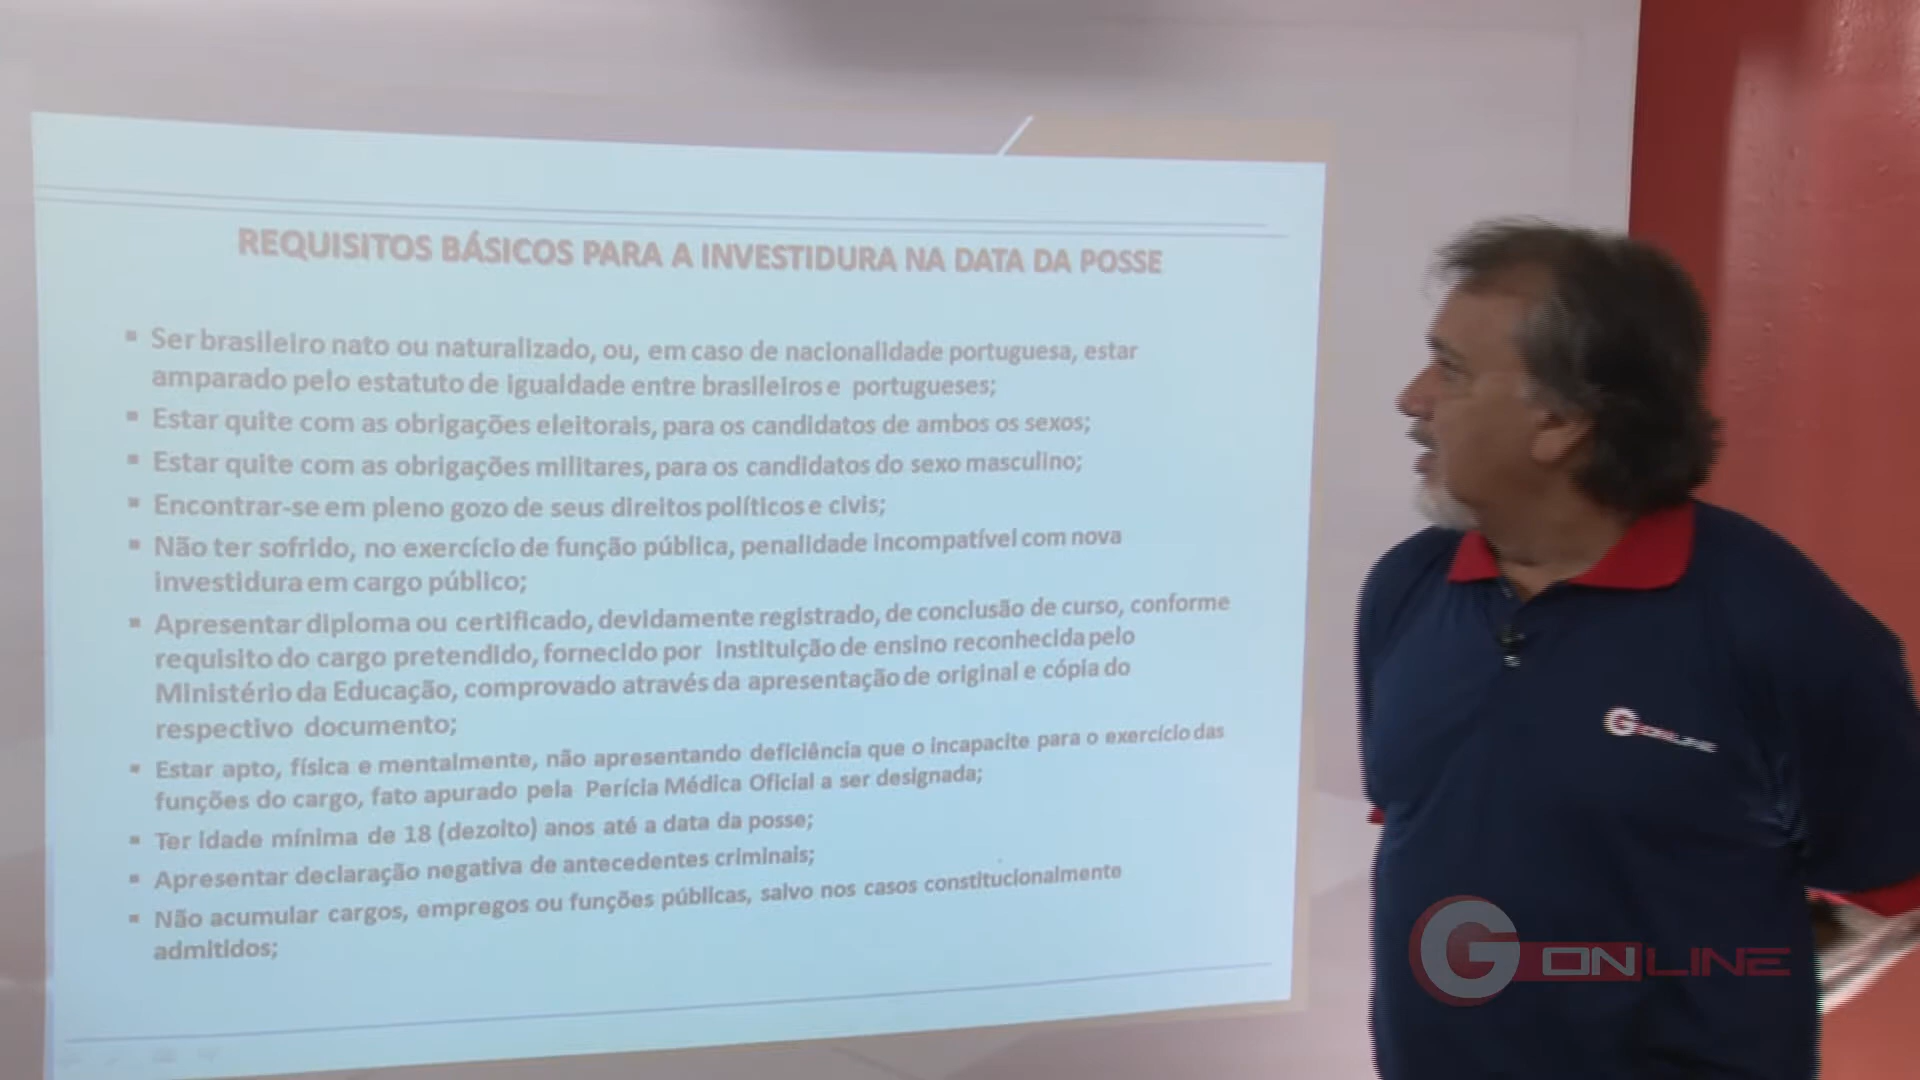 REQUISITOS BÁSICOS PARA A INVESTIDURA NA DATA DA POSSE
▪ Ser brasileiro nato ou naturalizado, ou, em caso de nacionalidade portuguesa, estar
amparado pelo estatuto de igualdade entre brasileiros e portugueses;
▪ Estar quite com as obrigações eleitorais, para os candidatos de ambos os sexos;
▪ Estar quite com as obrigações militares, para os candidatos do sexo masculino;
▪ Encontrar-se em pleno gozo de seus direitos políticos e civis;
▪ Não ter sofrido, no exercício de função pública, penalidade incompatível com nova
investidura em cargo público;
▪ Apresentar diploma ou certificado, devidamente registrado, de conclusão de curso, conforme
requisito do cargo pretendido, fornecido por instituição de ensino reconhecida pelo
Ministério da Educação, comprovado através da apresentação de original e cópia do
respectivo documento;
▪ Estar apto, física e mentalmente, não apresentando deficiência que o incapacite para o exercício das
funções do cargo, fato apurado pela Perícia Médica Oficial a ser designada;
▪ Ter idade mínima de 18 (dezoito) anos até a data da posse;
▪ Apresentar declaração negativa de antecedentes criminais;
▪ Não acumular cargos, empregos ou funções públicas, salvo nos casos constitucionalmente
admitidos;
G ONLINE
G ONLINE